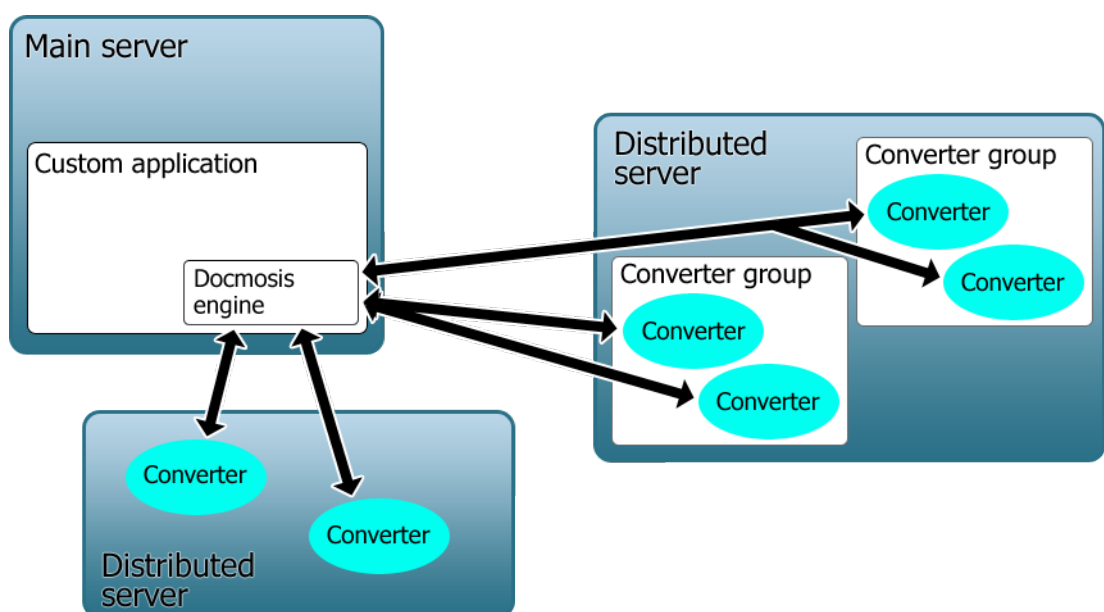 Main server
Custom application
Docmosis
engine
Distributed
server
Converter group
Converter
Converter
Converter group
Converter
Converter
Converter
Converter
Distributed
server